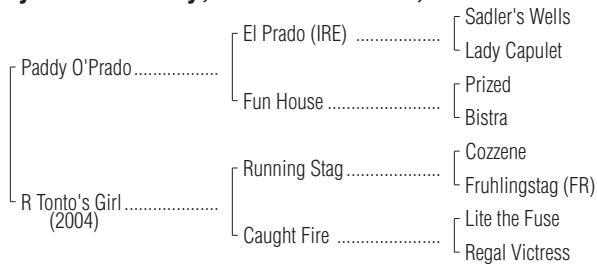 Sadler's Wells
El Prado (IRE) ..................
Lady Capulet
Paddy O'Prado..................
Prized
Fun House ........................
Bistra
Cozzene
Running Stag....................
Fruhlingstag (FR)
R Tonto's Girl....................
(2004)
Lite the Fuse
Caught Fire ......................
Regal Victress